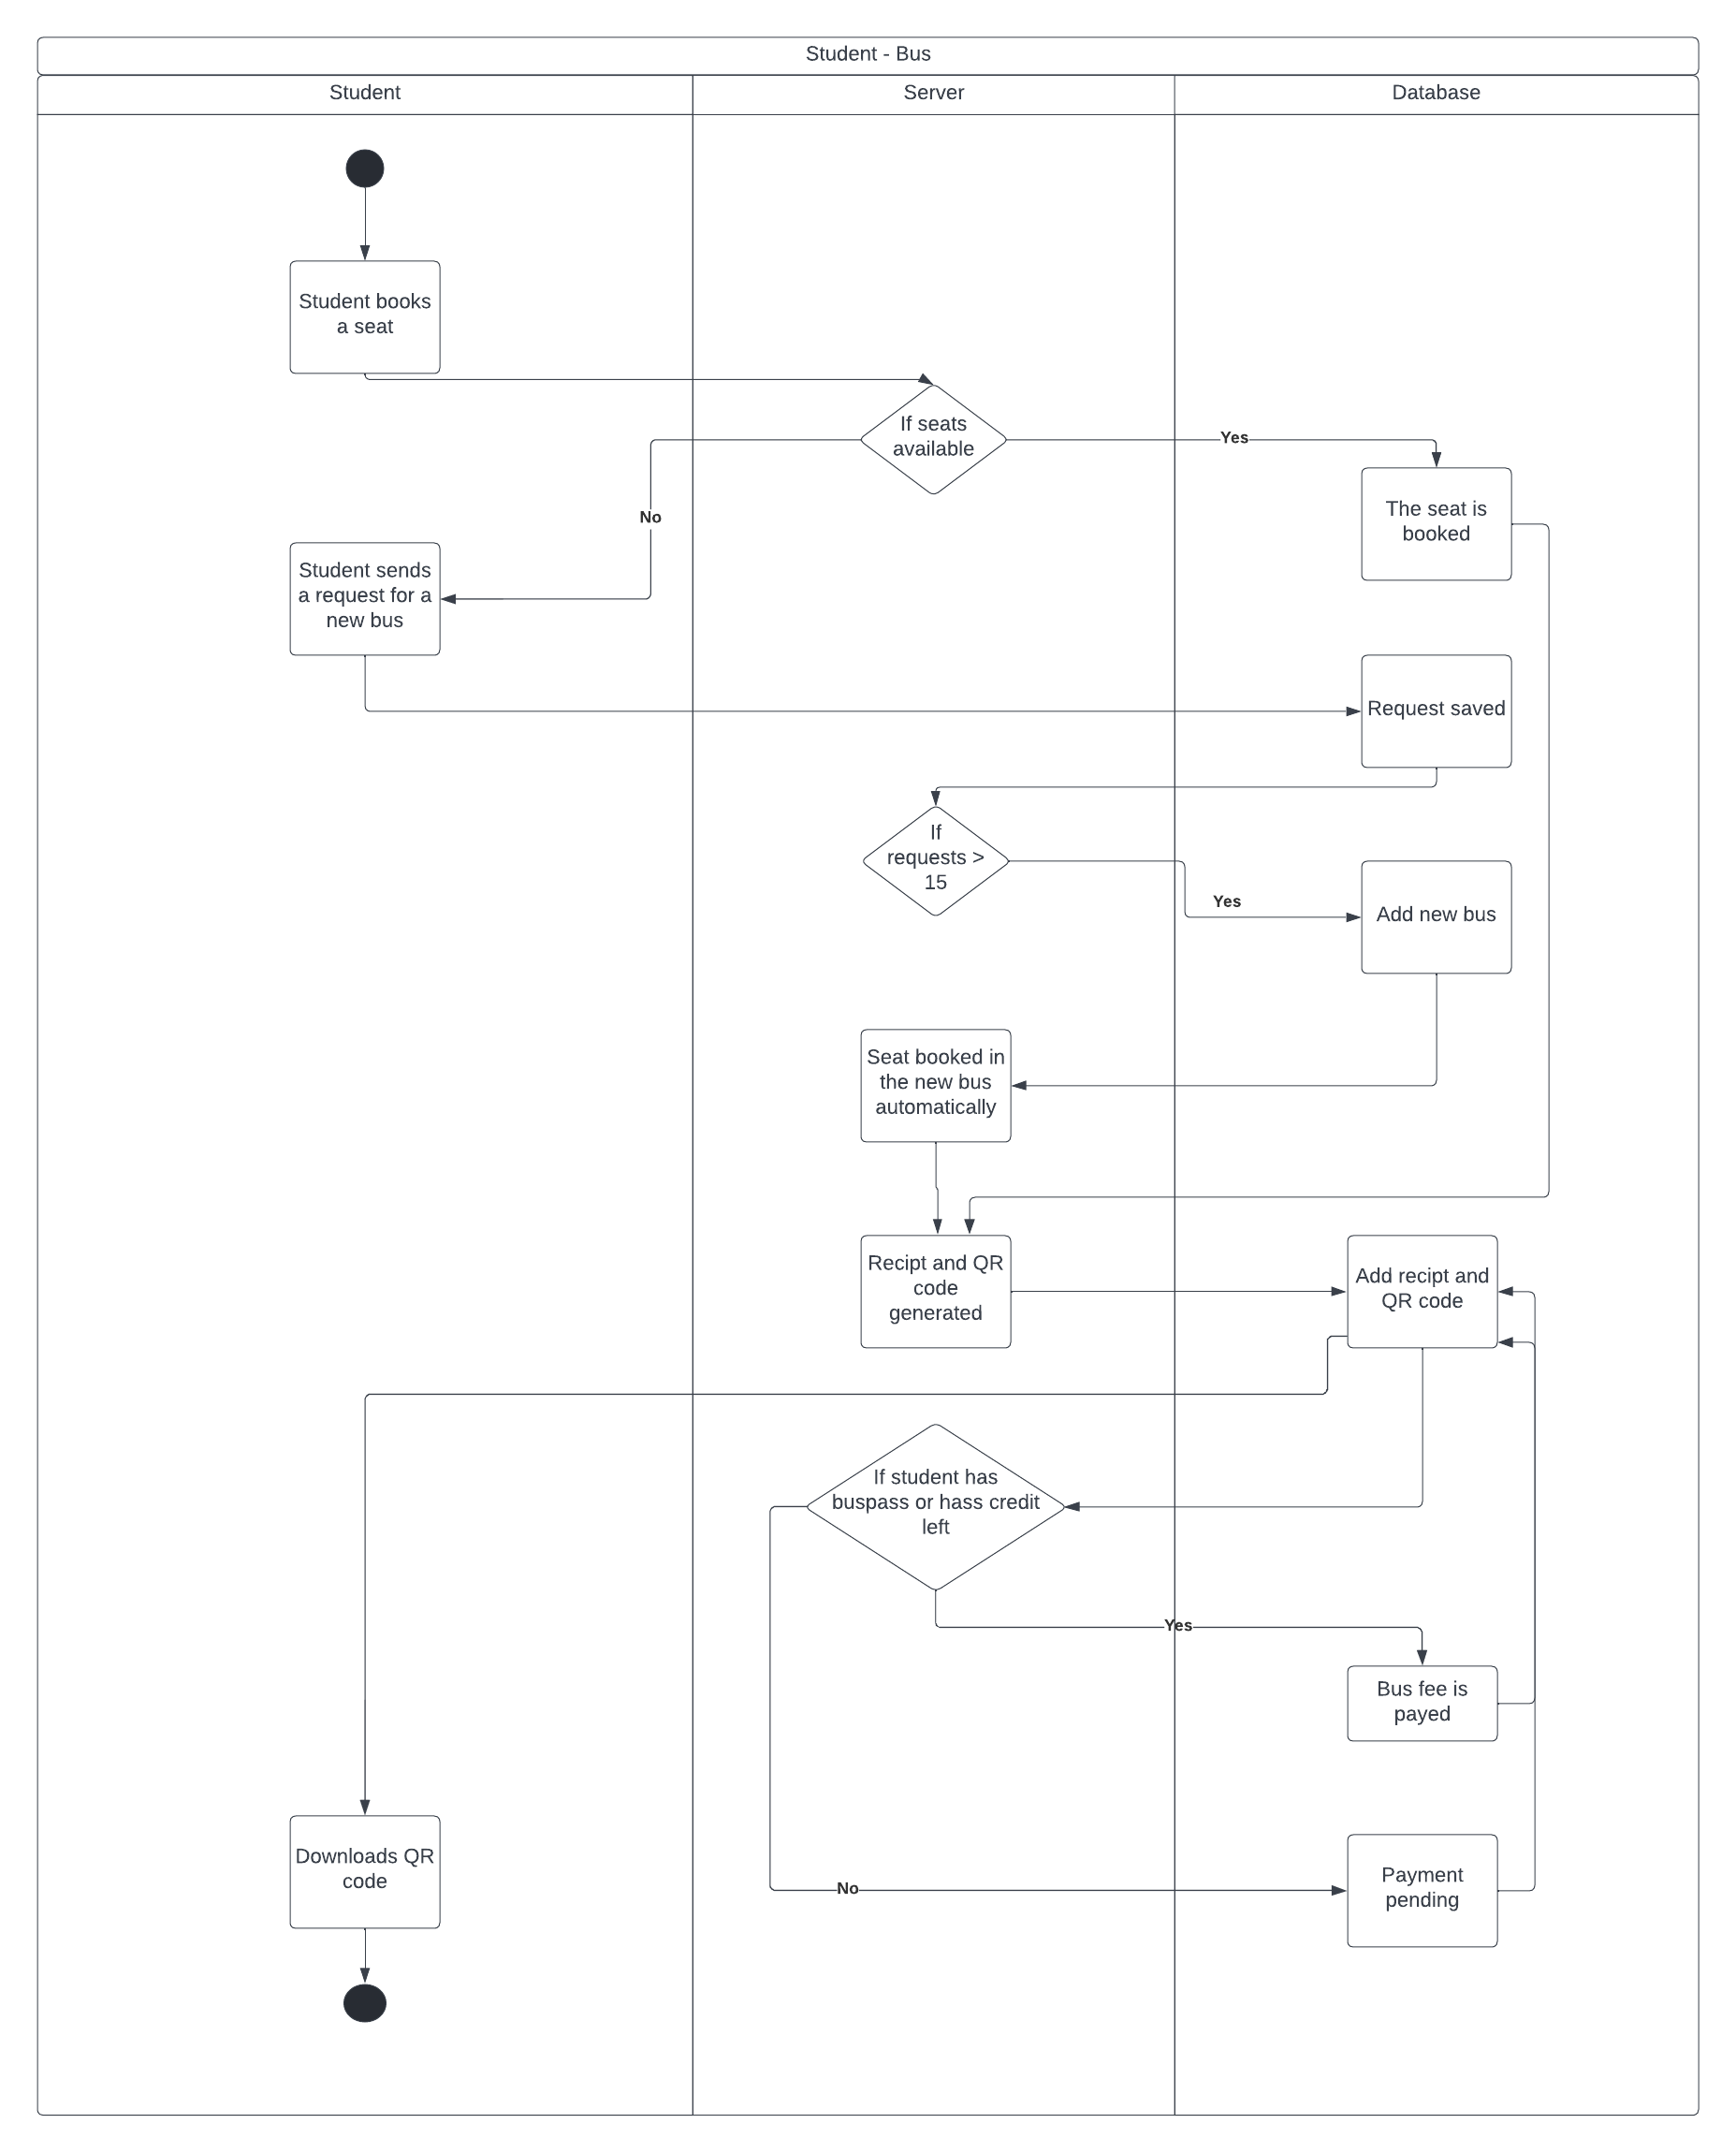 Student - Bus
Student
Server
Database
Student books
a seat
If seats
available
Yes
The seat is
booked
No
Student sends
a request for a
new bus
Request saved
If
requests >
15
Yes
Add new bus
Seat booked in
the new bus
automatically
Recipt and QR
code
generated
Add recipt and
QR code
If student has
buspass or hass credit
left
Yes
Bus fee is
payed
Downloads QR
code
No
Payment
pending